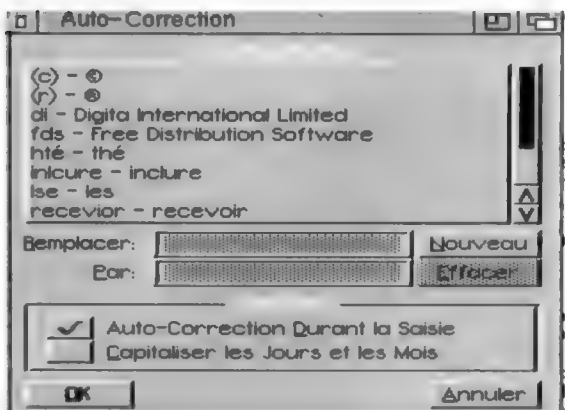 Auto-Correction
(c) - ©
(r) - ®
di - Digita International Limited
fds - Free Distribution Software
hté - thé
inlcure - inclure
lse - les
recevior - recevoir
Remplacer:
Nouveau
Par:
Effacer
Auto-Correction Durant la Saisie
Capitaliser les Jours et les Mois
OK
Annuler